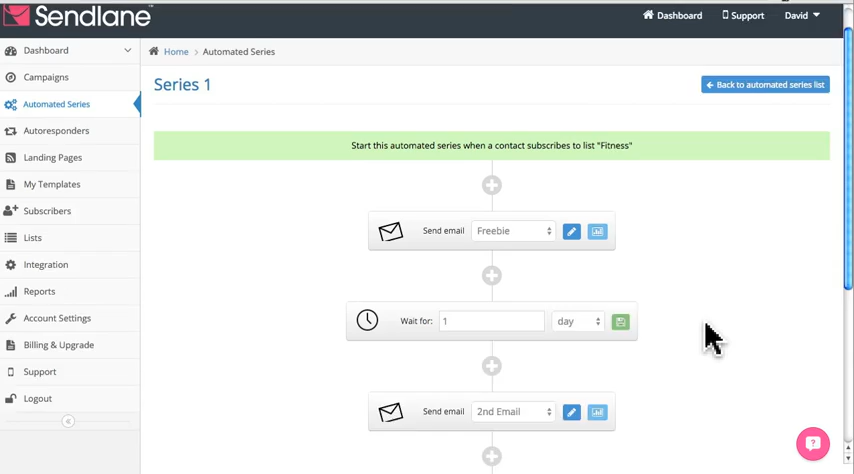 Sendlane™
Dashboard
Support
David
Dashboard
Campaigns
Automated Series
Autoresponders
Landing Pages
My Templates
Subscribers
Lists
Integration
Reports
Account Settings
Billing & Upgrade
Support
Logout
Home > Automated Series
Series 1
Back to automated series list
Start this automated series when a contact subscribes to list "Fitness"
Send email Freebie
Wait for: 1 day
Send email 2nd Email